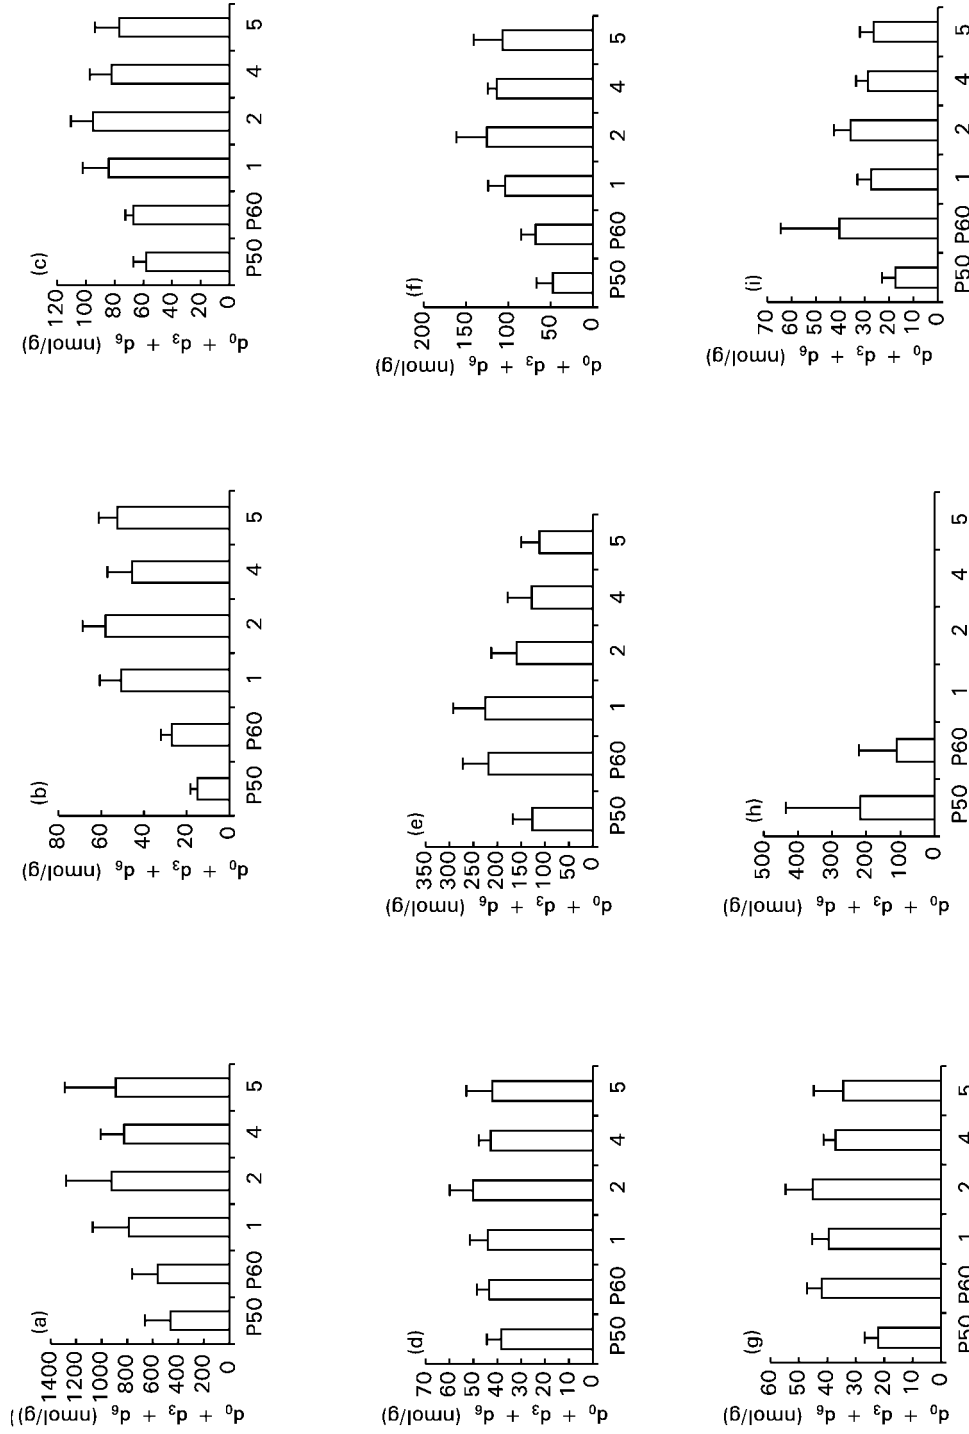 (a)
d₀ + d₃ + d₆ (nmol/g)
1400
1200
1000
800
600
400
200
0
P50 P60 1 2 4 5
(b)
d₀ + d₃ + d₆ (nmol/g)
80
60
40
20
0
P50 P60 1 2 4 5
(c)
d₀ + d₃ + d₆ (nmol/g)
120
100
80
60
40
20
0
P50 P60 1 2 4 5
(d)
d₀ + d₃ + d₆ (nmol/g)
70
60
50
40
30
20
10
0
P50 P60 1 2 4 5
(e)
d₀ + d₃ + d₆ (nmol/g)
350
300
250
200
150
100
50
0
P50 P60 1 2 4 5
(f)
d₀ + d₃ + d₆ (nmol/g)
200
150
100
50
0
P50 P60 1 2 4 5
(g)
d₀ + d₃ + d₆ (nmol/g)
60
50
40
30
20
10
0
P50 P60 1 2 4 5
(h)
d₀ + d₃ + d₆ (nmol/g)
500
400
300
200
100
0
P50 P60 1 2 4 5
(i)
d₀ + d₃ + d₆ (nmol/g)
70
60
50
40
30
20
10
0
P50 P60 1 2 4 5